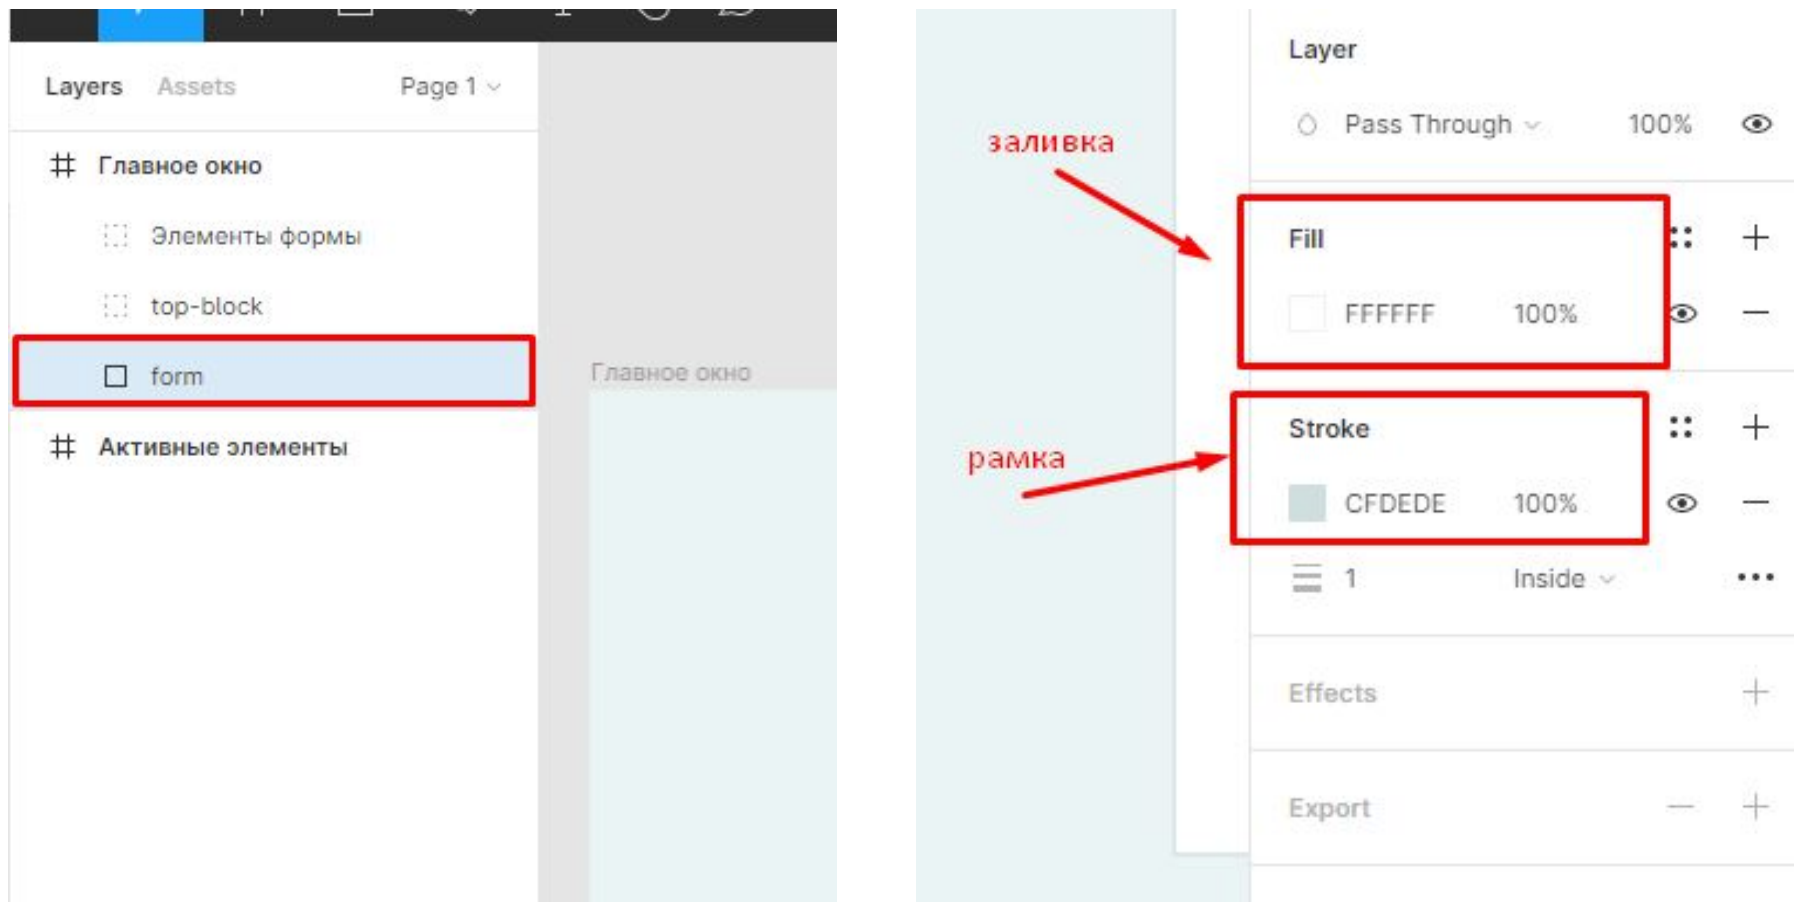 Layers Assets Page 1
Главное окно
Элементы формы
top-block
form
Активные элементы
Главное окно
заливка
рамка
Layer
Pass Through 100%
Fill
FFFFFF 100%
Stroke
CFDEDE 100%
1 Inside
Effects
Export